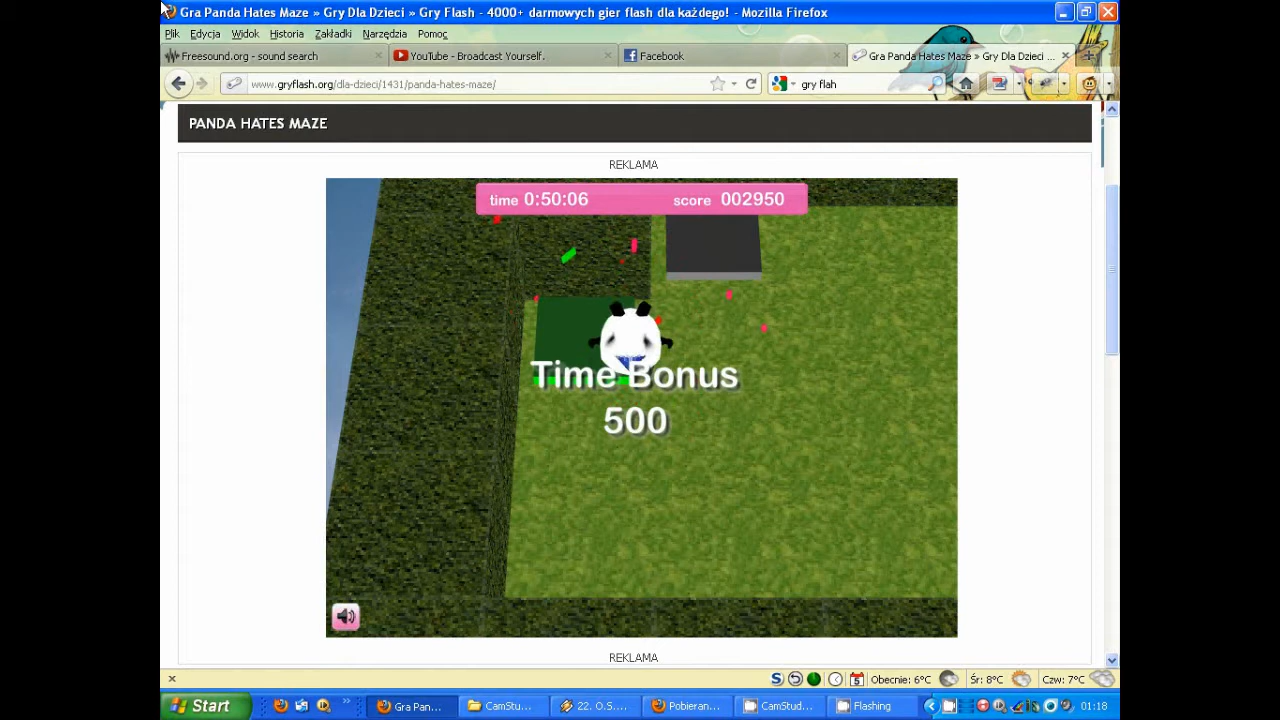 Gra Panda Hates Maze » Gry Dla Dzieci » Gry Flash - 4000+ darmowych gier flash dla każdego! - Mozilla Firefox
Plik Edycja Widok Historia Zakładki Narzędzia Pomoc
Freesound.org - sound search YouTube - Broadcast Yourself. Facebook Gra Panda Hates Maze » Gry Dla Dzieci ...
www.gryflash.org/dla-dzieci/1431/panda-hates-maze/ gry flah
PANDA HATES MAZE
REKLAMA
time 0:50:06 score 002950
Time Bonus
500
REKLAMA
Obecnie: 6°C Śr: 8°C Czw: 7°C
Start Gra Pan... CamStu... 22. O.S.... Pobieran... CamStud... Flashing 01:18